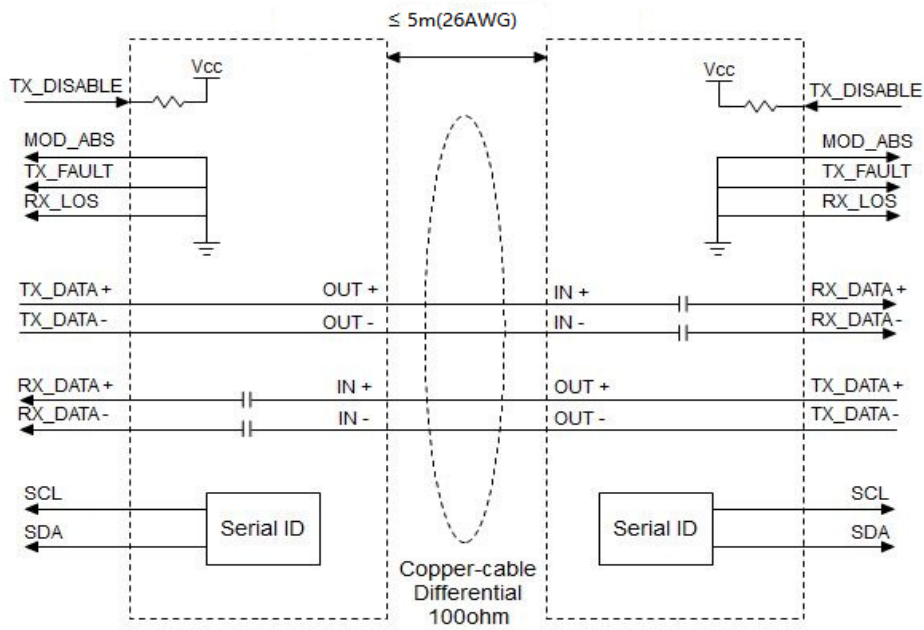 ≤ 5m(26AWG)
Vcc
Vcc
TX_DISABLE
TX_DISABLE
MOD_ABS
MOD_ABS
TX_FAULT
TX_FAULT
RX_LOS
RX_LOS
TX_DATA+ OUT + IN + RX_DATA+
TX_DATA- OUT - IN - RX_DATA-
RX_DATA+ IN + OUT + TX_DATA+
RX_DATA- IN - OUT - TX_DATA-
SCL
SCL
Serial ID
Serial ID
SDA
SDA
Copper-cable
Differential
100ohm